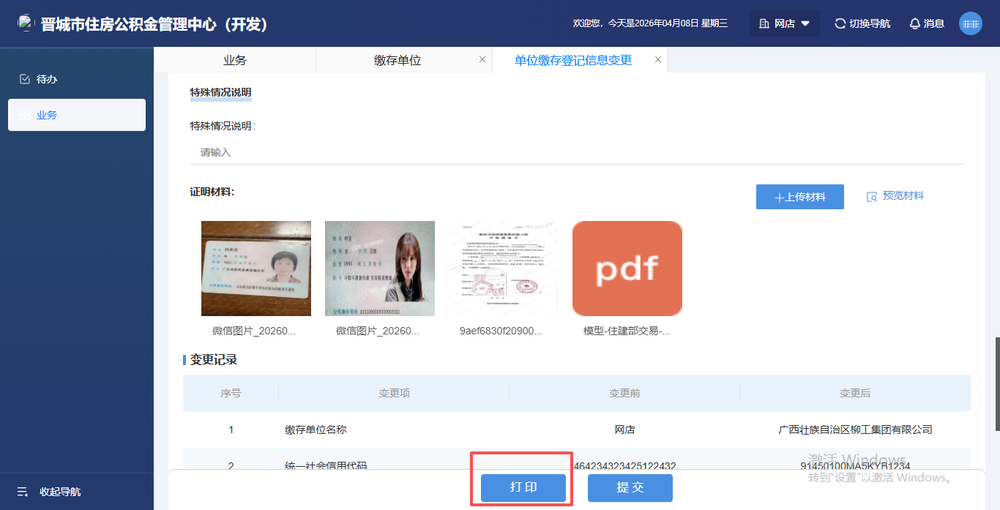 晋城市住房公积金管理中心（开发）
欢迎您，今天是2026年04月08日 星期三
网店
切换导航
消息
菲菲
待办
业务
收起导航
业务
缴存单位
单位缴存登记信息变更
特殊情况说明
特殊情况说明：
请输入
证明材料：
上传材料
预览材料
pdf
微信图片_20260...
微信图片_20260...
9aef6830f20900...
模型-住建部交易-...
变更记录
序号 变更项 变更前 变更后
1 缴存单位名称 网店 广西壮族自治区柳工集团有限公司
2 统一社会信用代码 464234323425122432 91450100MA5KYB1234
打印
提交
激活 Windows
转到"设置"以激活 Windows。